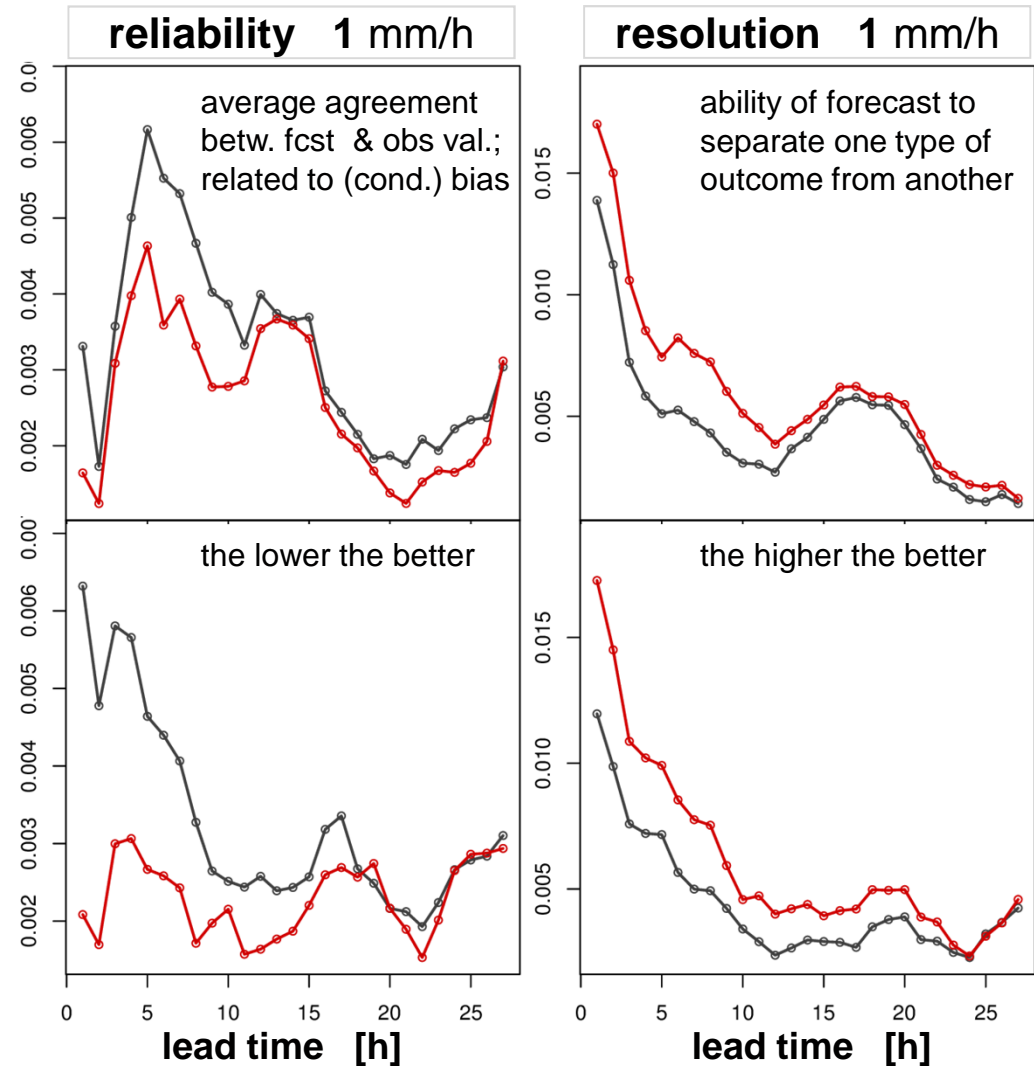 reliability 1 mm/h
resolution 1 mm/h
average agreement
betw. fcst & obs val.;
related to (cond.) bias
0.006
0.005
0.004
0.003
0.002
ability of forecast to
separate one type of
outcome from another
0.015
0.010
0.005
the lower the better
0.006
0.005
0.004
0.003
0.002
the higher the better
0.015
0.010
0.005
0 5 10 15 20 25
0 5 10 15 20 25
lead time [h]
lead time [h]